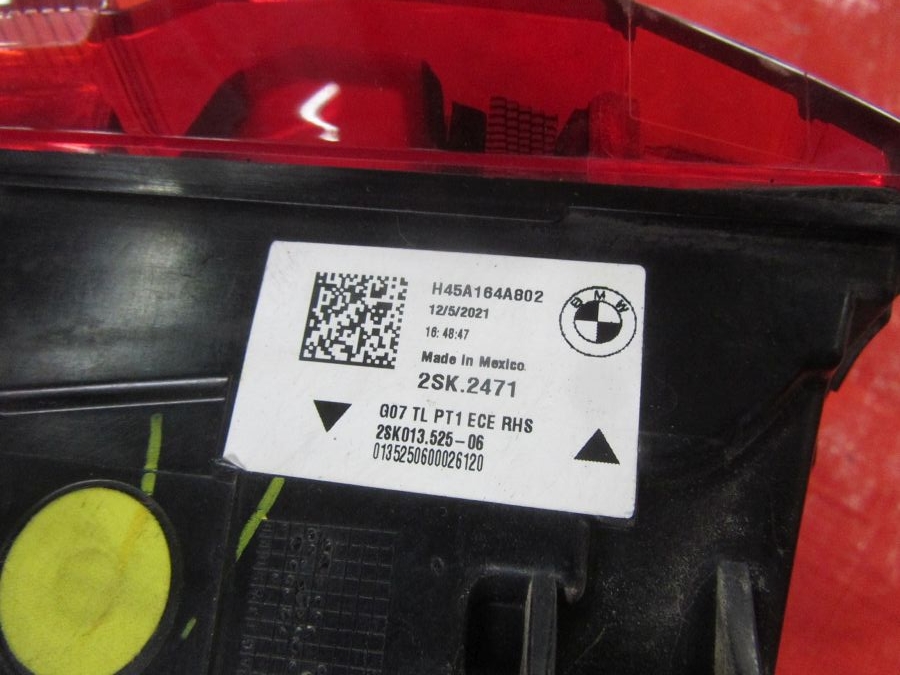 H45A164A802
12/5/2021
16:48:47
Made in Mexico
2SK.2471
G07 TL PT1 ECE RHS
2SK013.525-06
0135250600026120
BMW